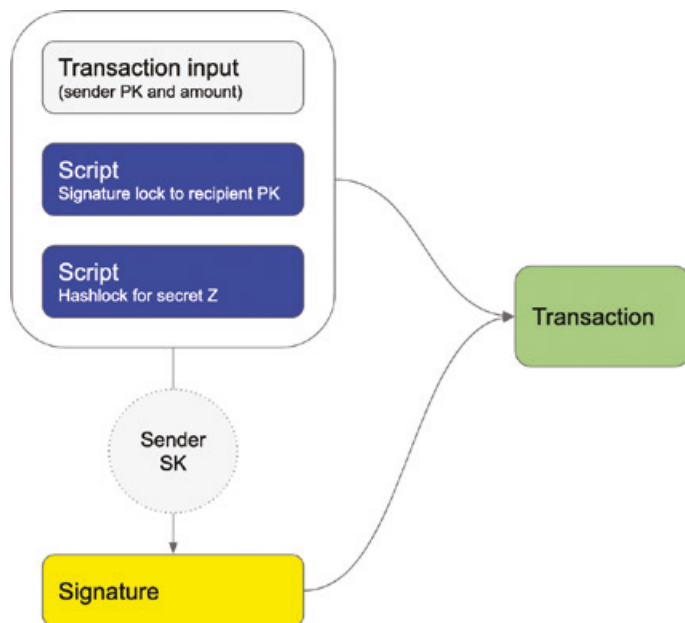 Transaction input
(sender PK and amount)
Script
Signature lock to recipient PK
Script
Hashlock for secret Z
Transaction
Sender
SK
Signature